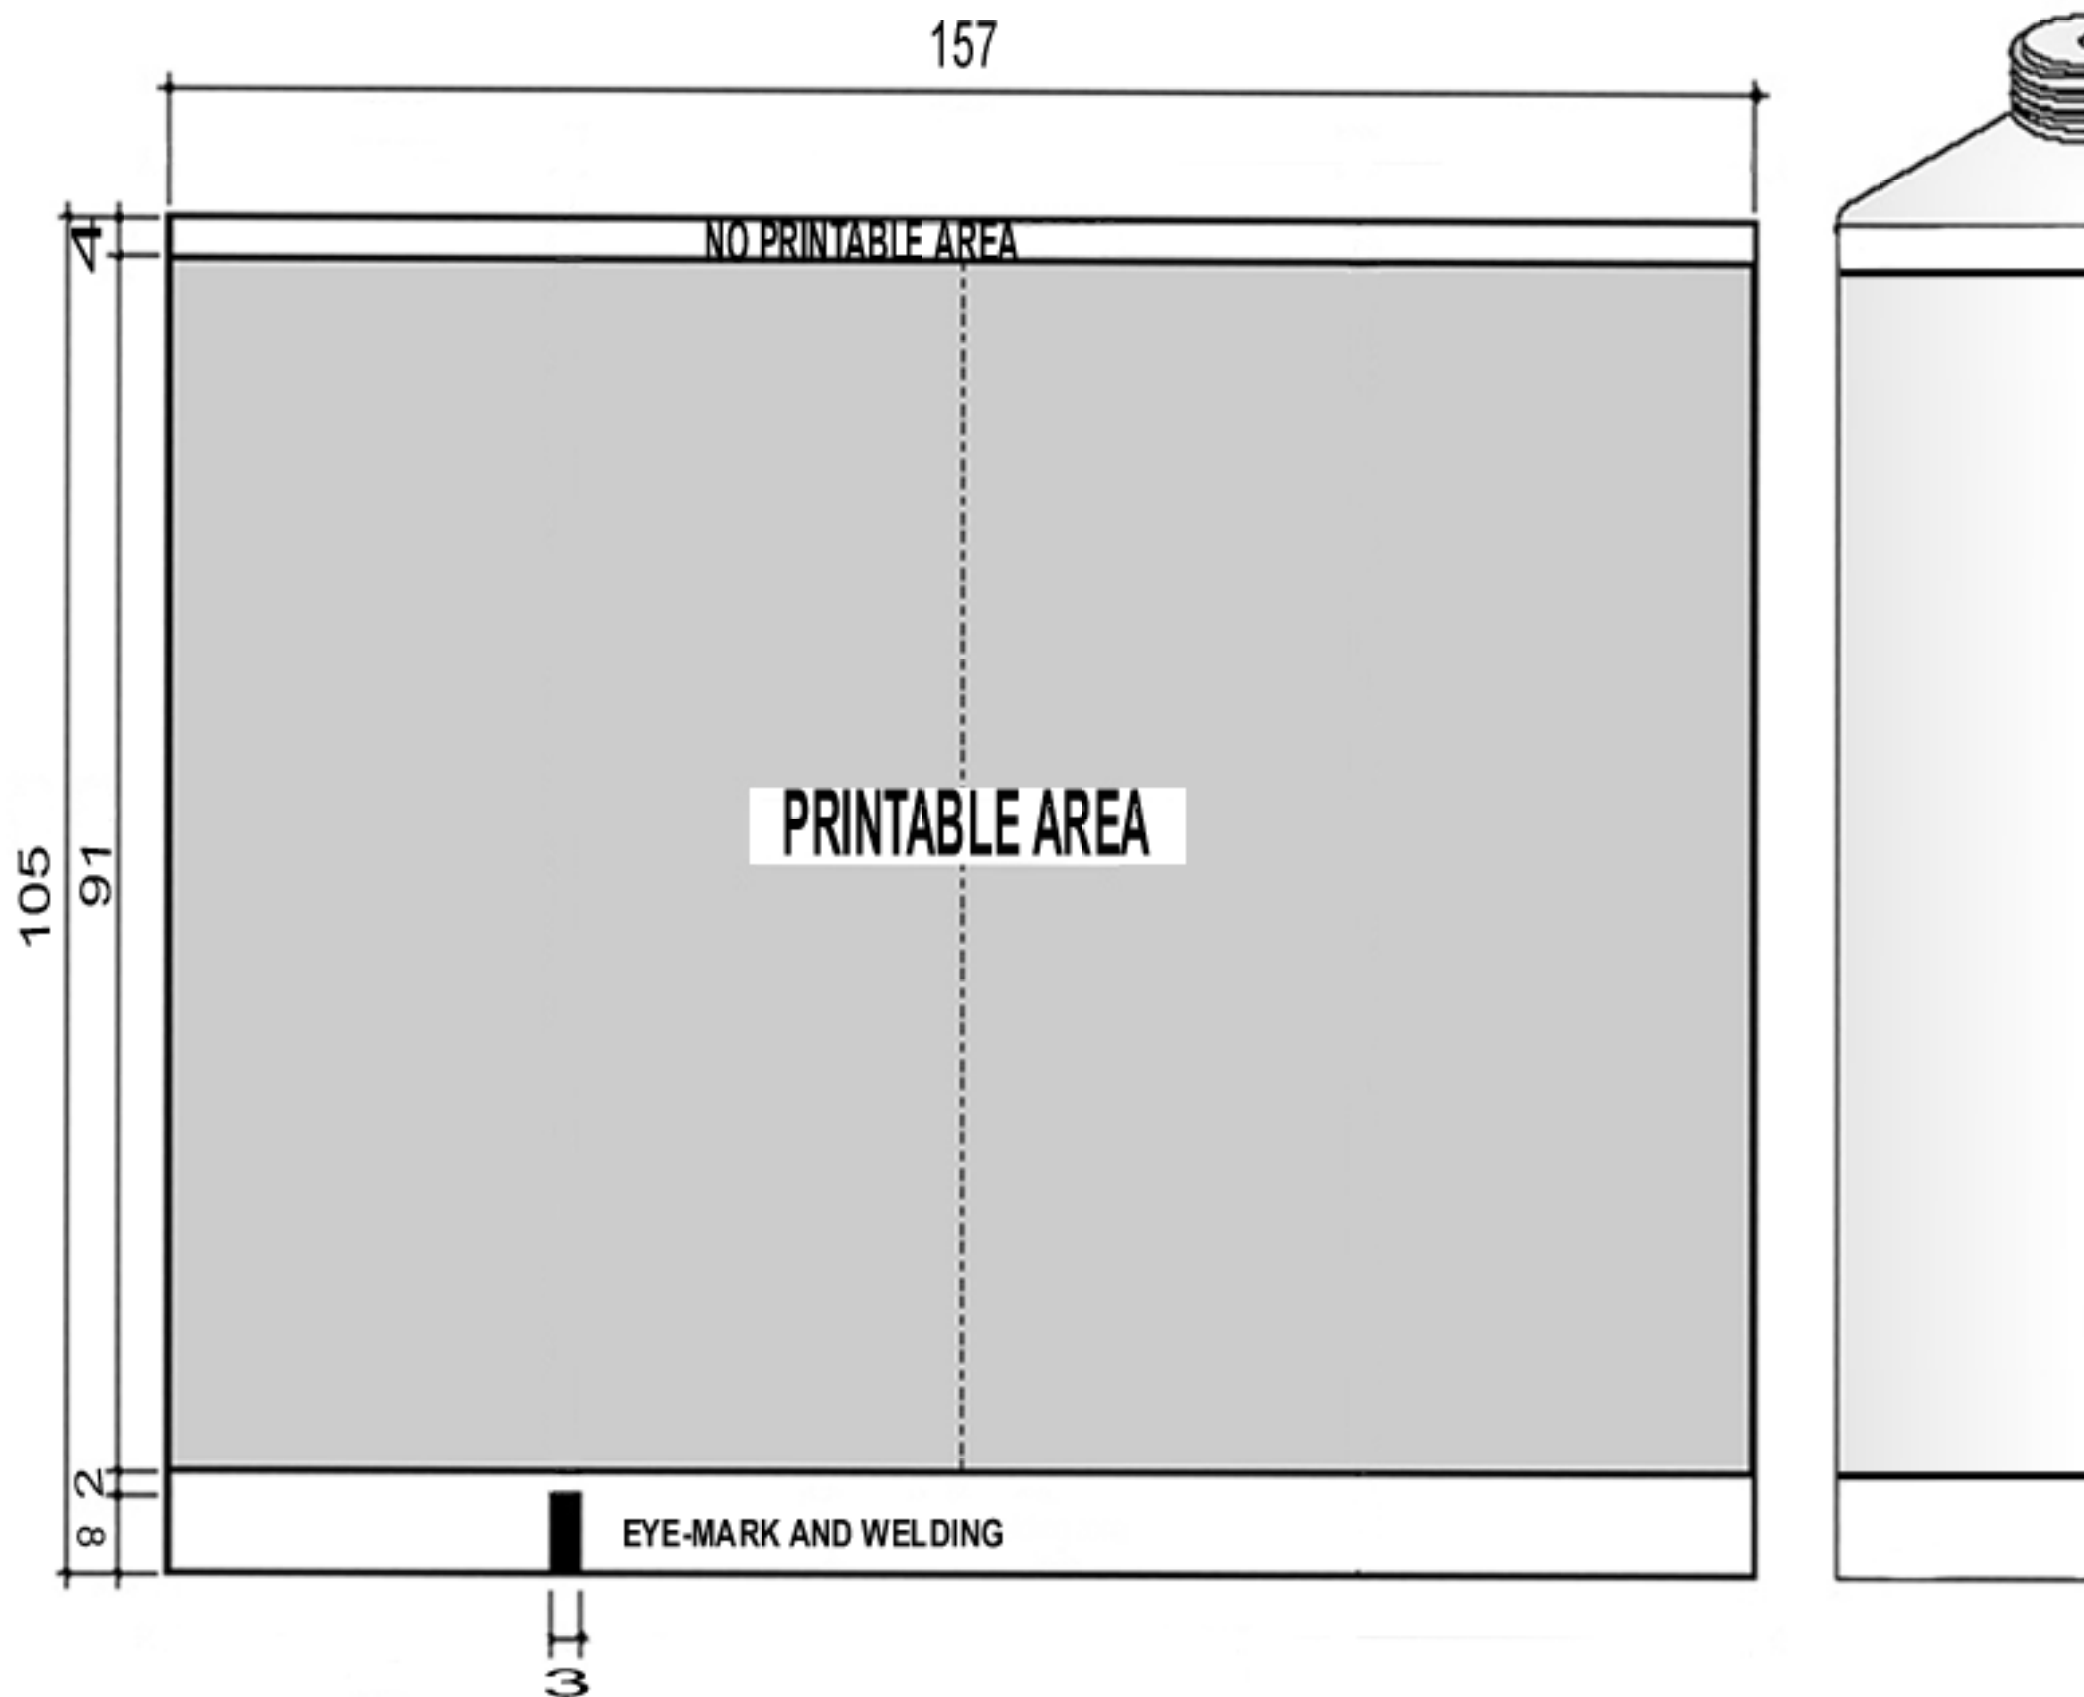 157
4
NO PRINTABLE AREA
PRINTABLE AREA
105
91
2
8
EYE-MARK AND WELDING
3